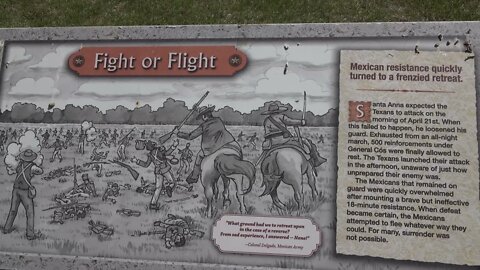 Fight or Flight
Mexican resistance quickly
turned to a frenzied retreat.
Santa Anna expected the
Texans to attack on the
morning of April 21st. When
this failed to happen, he loosened his
guard. Exhausted from an all-night
march, 500 reinforcements under
General Cós were finally allowed to
rest. The Texans launched their attack
in the afternoon, unaware of just how
unprepared their enemy was.
The Mexicans that remained on
guard were quickly overwhelmed
after mounting a brave but ineffective
18-minute resistance. When defeat
became certain, the Mexicans
attempted to flee whatever way they
could. For many, surrender was
not possible.
"What ground had we to retreat upon
in the case of a reverse?
From sad experience, I answered – None!"
–Colonel Delgado, Mexican Army